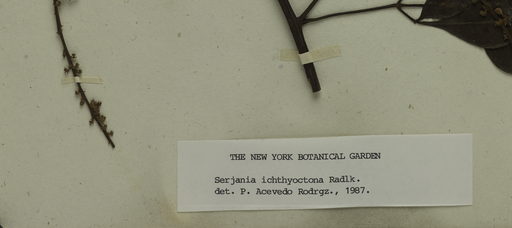 THE NEW YORK BOTANICAL GARDEN
Serjania ichthyoctona Radlk.
det. P. Acevedo Rodrgz., 1987.